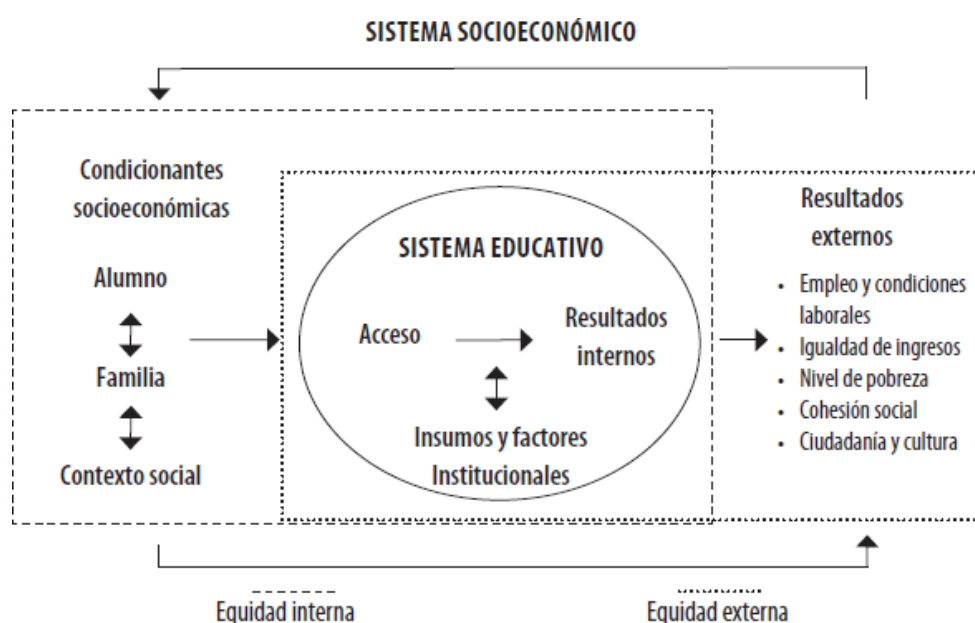 SISTEMA SOCIOECONÓMICO
Condicionantes
socioeconómicas
Alumno
Familia
Contexto social
SISTEMA EDUCATIVO
Acceso
Resultados
internos
Insumos y factores
Institucionales
Resultados
externos
• Empleo y condiciones
laborales
• Igualdad de ingresos
• Nivel de pobreza
• Cohesión social
• Ciudadanía y cultura
Equidad interna
Equidad externa